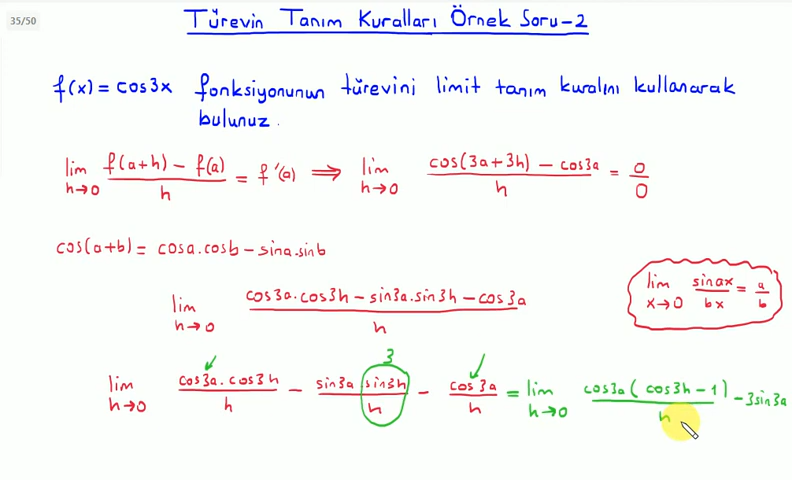 35/50
Türevin Tanım Kuralları Örnek Soru-2
f(x) = cos3x fonksiyonunun türevini limit tanım kuralını kullanarak
bulunuz.
lim h→0 (f(a+h) - f(a))/h = f'(a) ⇒ lim h→0 (cos(3a+3h) - cos3a)/h = 0/0
cos(a+b) = cosa.cosb - sina.sinb
lim x→0 sinax/bx = a/b
lim h→0 (cos3a.cos3h - sin3a.sin3h - cos3a)/h
3
lim h→0 (cos3a.cos3h)/h - (sin3a sin3h)/h - cos3a/h = lim h→0 (cos3a(cos3h-1))/h - 3sin3a